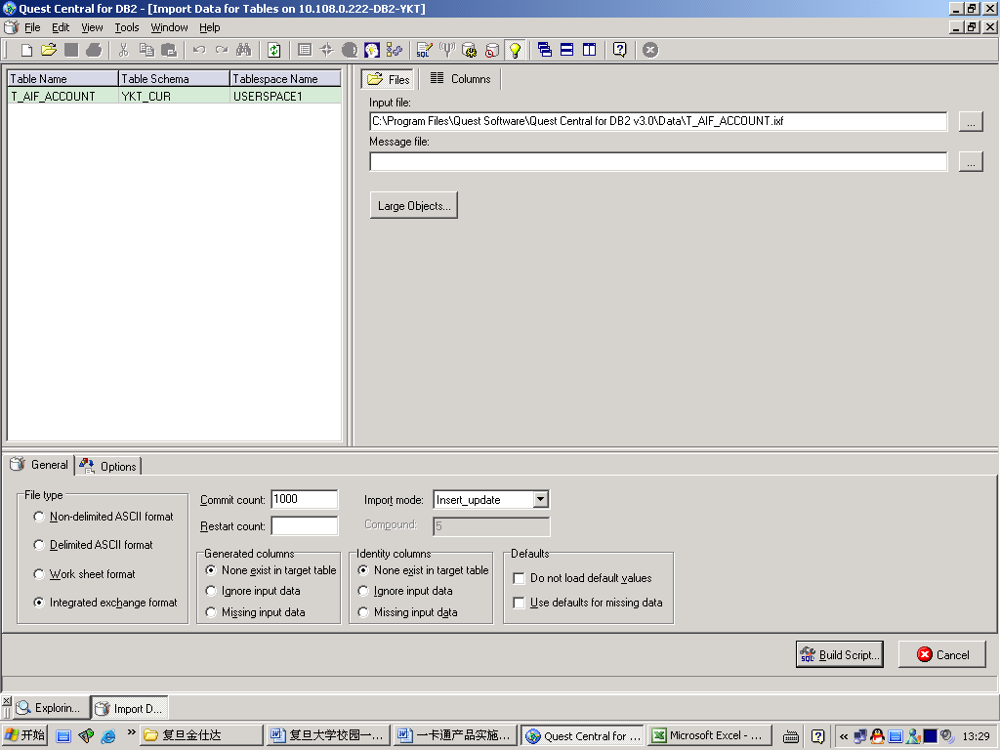 Quest Central for DB2 - [Import Data for Tables on 10.108.0.222-DB2-YKT]
File Edit View Tools Window Help
Table Name Table Schema Tablespace Name
T_AIF_ACCOUNT YKT_CUR USERSPACE1
Files Columns
Input file:
C:\Program Files\Quest Software\Quest Central for DB2 v3.0\Data\T_AIF_ACCOUNT.ixf
...
Message file:
...
Large Objects...
General Options
File type
Non-delimited ASCII format
Delimited ASCII format
Work sheet format
Integrated exchange format
Commit count: 1000
Restart count:
Import mode: Insert_update
Compound: 5
Generated columns
None exist in target table
Ignore input data
Missing input data
Identity columns
None exist in target table
Ignore input data
Missing input data
Defaults
Do not load default values
Use defaults for missing data
SQL Build Script... Cancel
Explorin... Import D...
开始 » 复旦金仕达 复旦大学校园一... 一卡通产品实施... Quest Central for ... Microsoft Excel - ... « 13:29